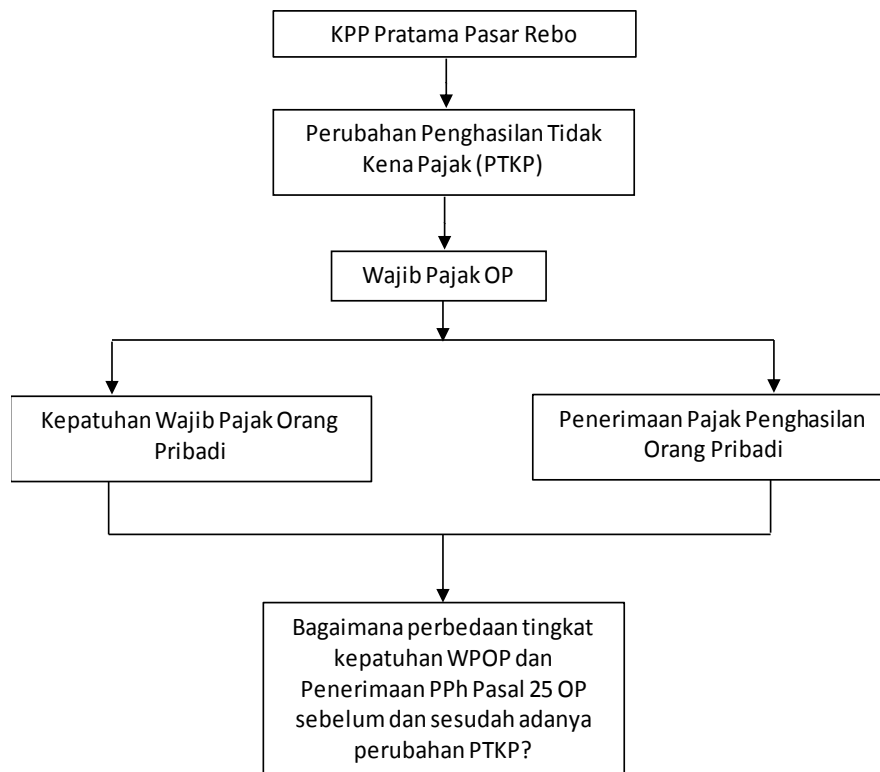 KPP Pratama Pasar Rebo
Perubahan Penghasilan Tidak
Kena Pajak (PTKP)
Wajib Pajak OP
Kepatuhan Wajib Pajak Orang
Pribadi
Penerimaan Pajak Penghasilan
Orang Pribadi
Bagaimana perbedaan tingkat
kepatuhan WPOP dan
Penerimaan PPh Pasal 25 OP
sebelum dan sesudah adanya
perubahan PTKP?